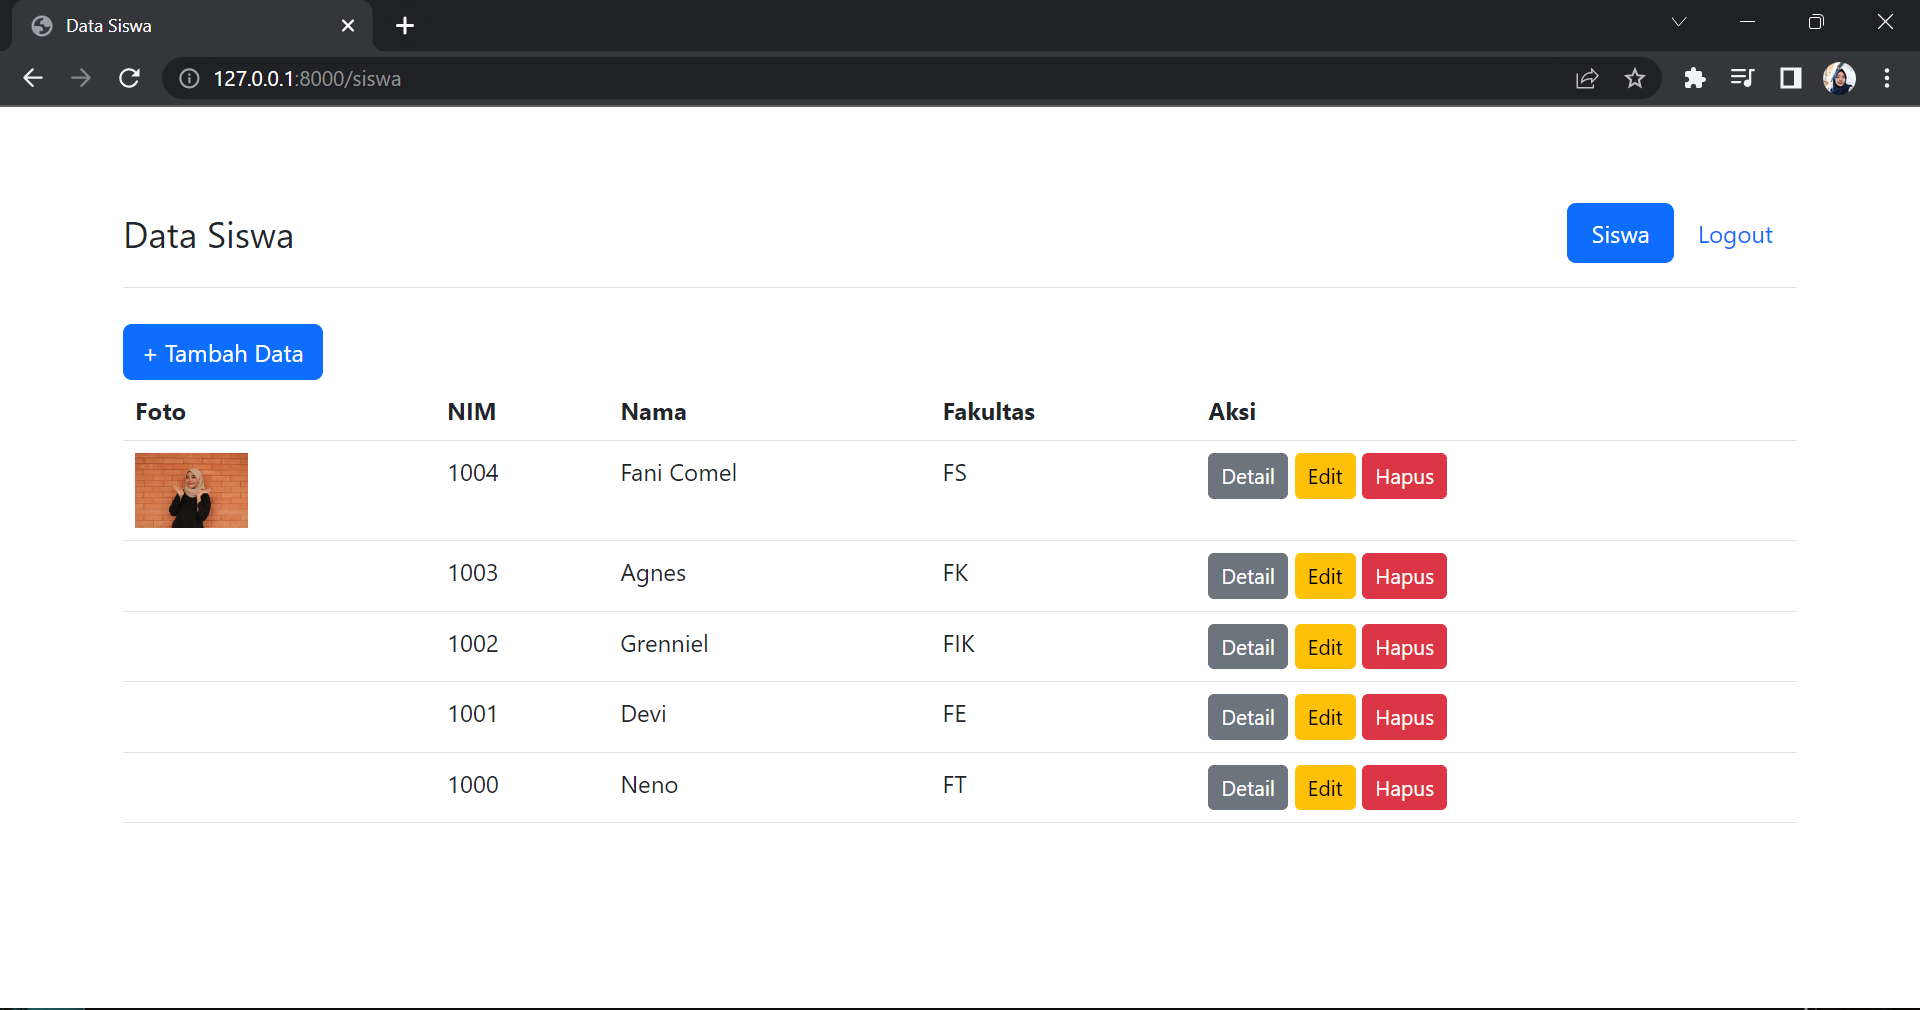 Data Siswa
127.0.0.1:8000/siswa
Data Siswa
Siswa Logout
+ Tambah Data
Foto NIM Nama Fakultas Aksi
1004 Fani Comel FS Detail Edit Hapus
1003 Agnes FK Detail Edit Hapus
1002 Grenniel FIK Detail Edit Hapus
1001 Devi FE Detail Edit Hapus
1000 Neno FT Detail Edit Hapus